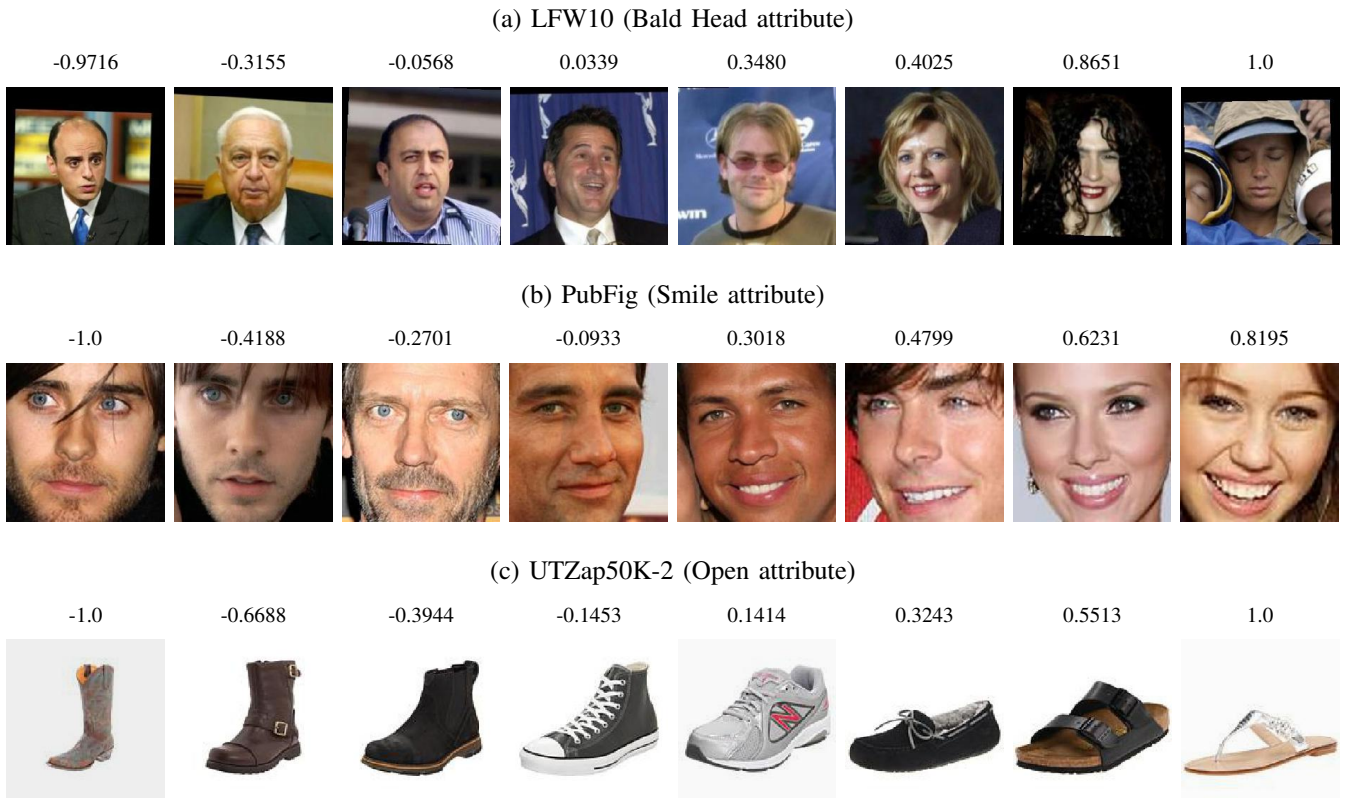 (a) LFW10 (Bald Head attribute)
-0.9716 -0.3155 -0.0568 0.0339 0.3480 0.4025 0.8651 1.0
(b) PubFig (Smile attribute)
-1.0 -0.4188 -0.2701 -0.0933 0.3018 0.4799 0.6231 0.8195
(c) UTZap50K-2 (Open attribute)
-1.0 -0.6688 -0.3944 -0.1453 0.1414 0.3243 0.5513 1.0